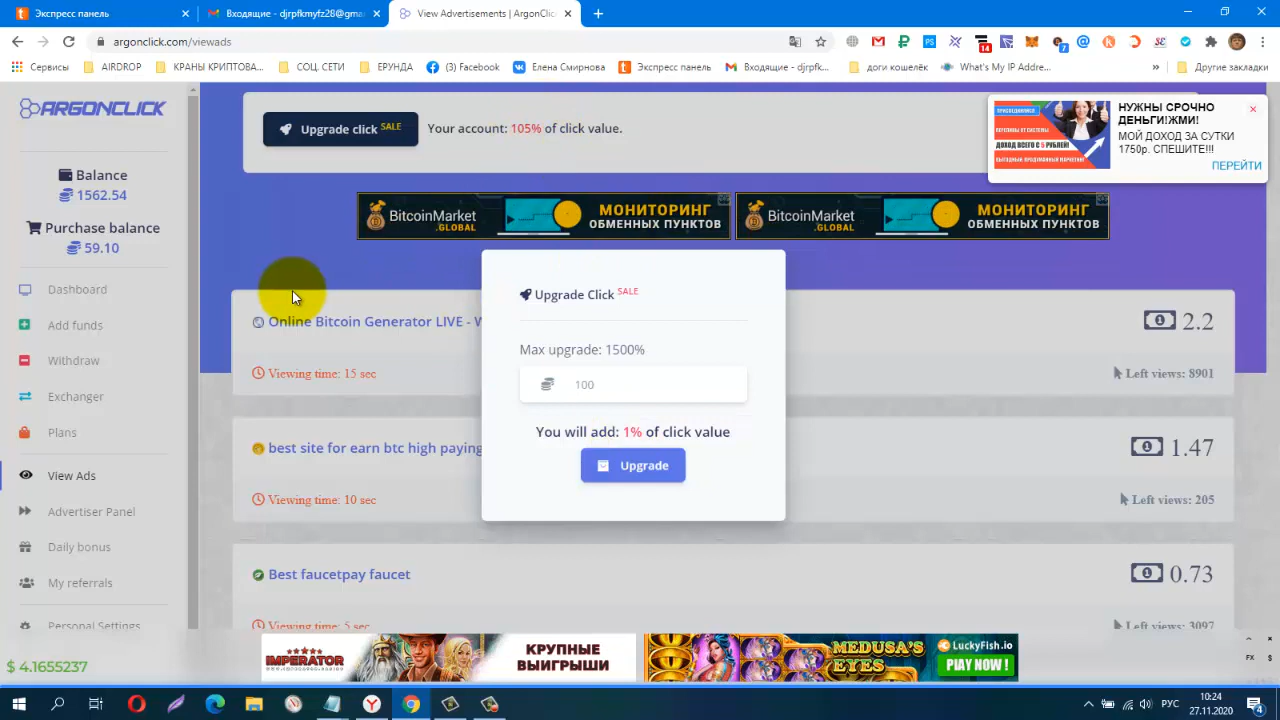 Экспресс панель
Входящие - djrpfkmyfz28@gma
View Advertisements | ArgonClic
argonclick.com/viewads
14
7
Сервисы
AIRDROP
КРАНЫ КРИПТОВА...
СОЦ. СЕТИ
ЕРУНДА
(3) Facebook
Елена Смирнова
Экспресс панель
Входящие - djrpfk...
доги кошелёк
What's My IP Addre...
»
Другие закладки
ARGONCLICK
Balance
1562.54
Purchase balance
59.10
Dashboard
Add funds
Withdraw
Exchanger
Plans
View Ads
Advertiser Panel
Daily bonus
My referrals
Personal Settings
$ 4.1655237
Upgrade click SALE
Your account: 105% of click value.
НУЖНЫ СРОЧНО
ДЕНЬГИ!ЖМИ!
МОЙ ДОХОД ЗА СУТКИ
1750р. СПЕШИТЕ!!!
ПЕРЕЙТИ
ДОХОД ВСЕГО С 5 РУБЛЕЙ!
BitcoinMarket
.GLOBAL
МОНИТОРИНГ
ОБМЕННЫХ ПУНКТОВ
BitcoinMarket
.GLOBAL
МОНИТОРИНГ
ОБМЕННЫХ ПУНКТОВ
Upgrade Click SALE
Max upgrade: 1500%
100
You will add: 1% of click value
Upgrade
Online Bitcoin Generator LIVE - W
2.2
Viewing time: 15 sec
Left views: 8901
best site for earn btc high paying
1.47
Viewing time: 10 sec
Left views: 205
Best faucetpay faucet
0.73
Viewing time: 5 sec
Left views: 3097
IMPERATOR
КРУПНЫЕ
ВЫИГРЫШИ
MEDUSA'S
EYES
LuckyFish.io
PlAY NOW !
FX
$
РУС
10:24
27.11.2020
4